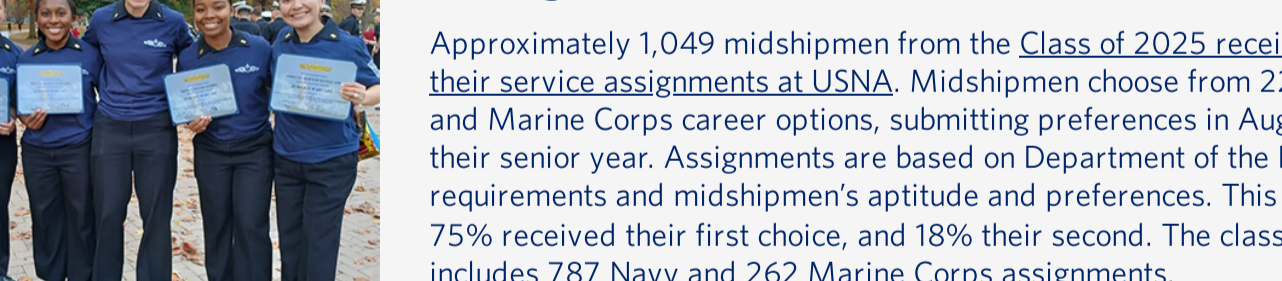 Approximately 1,049 midshipmen from the Class of 2025
their service assignments at USNA. Midshipmen choose from
and Marine Corps career options, submitting preferences in
their senior year. Assignments are based on Department of the
requirements and midshipmen’s aptitude and preferences. This
75% received their first choice, and 18% their second. The class
includes 787 Navy and 262 Marine Corps assignments.